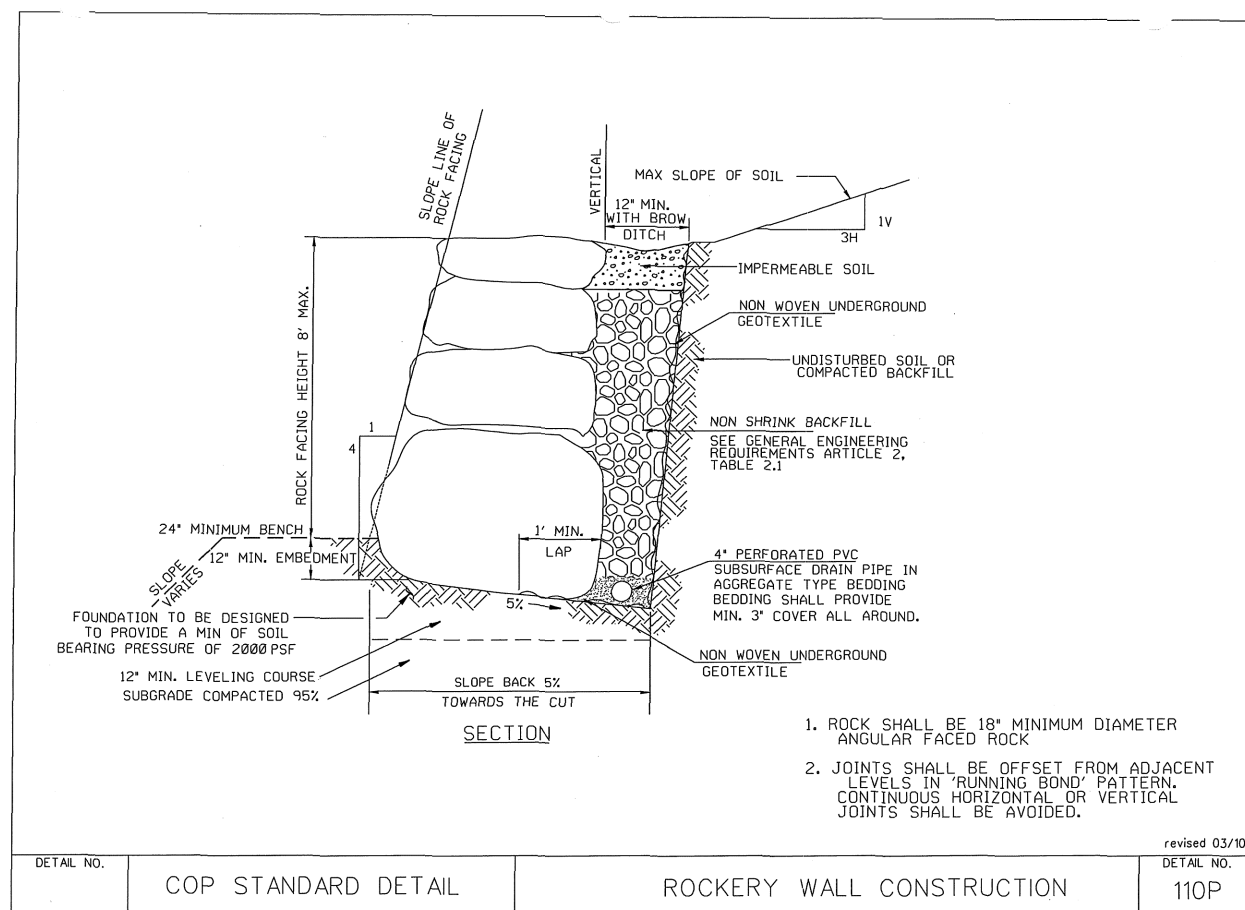 SLOPE LINE OF
ROCK FACING
VERTICAL
MAX SLOPE OF SOIL
12" MIN.
WITH BROW
DITCH
1V
3H
IMPERMEABLE SOIL
NON WOVEN UNDERGROUND
GEOTEXTILE
UNDISTURBED SOIL OR
COMPACTED BACKFILL
ROCK FACING HEIGHT 8' MAX.
1
4
NON SHRINK BACKFILL
SEE GENERAL ENGINEERING
REQUIREMENTS ARTICLE 2,
TABLE 2.1
24" MINIMUM BENCH
12" MIN. EMBEDMENT
SLOPE
VARIES
1' MIN.
LAP
4" PERFORATED PVC
SUBSURFACE DRAIN PIPE IN
AGGREGATE TYPE BEDDING
BEDDING SHALL PROVIDE
MIN. 3" COVER ALL AROUND.
5%
FOUNDATION TO BE DESIGNED
TO PROVIDE A MIN OF SOIL
BEARING PRESSURE OF 2000 PSF
NON WOVEN UNDERGROUND
GEOTEXTILE
12" MIN. LEVELING COURSE
SUBGRADE COMPACTED 95%
SLOPE BACK 5%
TOWARDS THE CUT
SECTION
1. ROCK SHALL BE 18" MINIMUM DIAMETER
ANGULAR FACED ROCK
2. JOINTS SHALL BE OFFSET FROM ADJACENT
LEVELS IN 'RUNNING BOND' PATTERN.
CONTINUOUS HORIZONTAL OR VERTICAL
JOINTS SHALL BE AVOIDED.
revised 03/10
DETAIL NO.
COP STANDARD DETAIL
ROCKERY WALL CONSTRUCTION
DETAIL NO.
110P